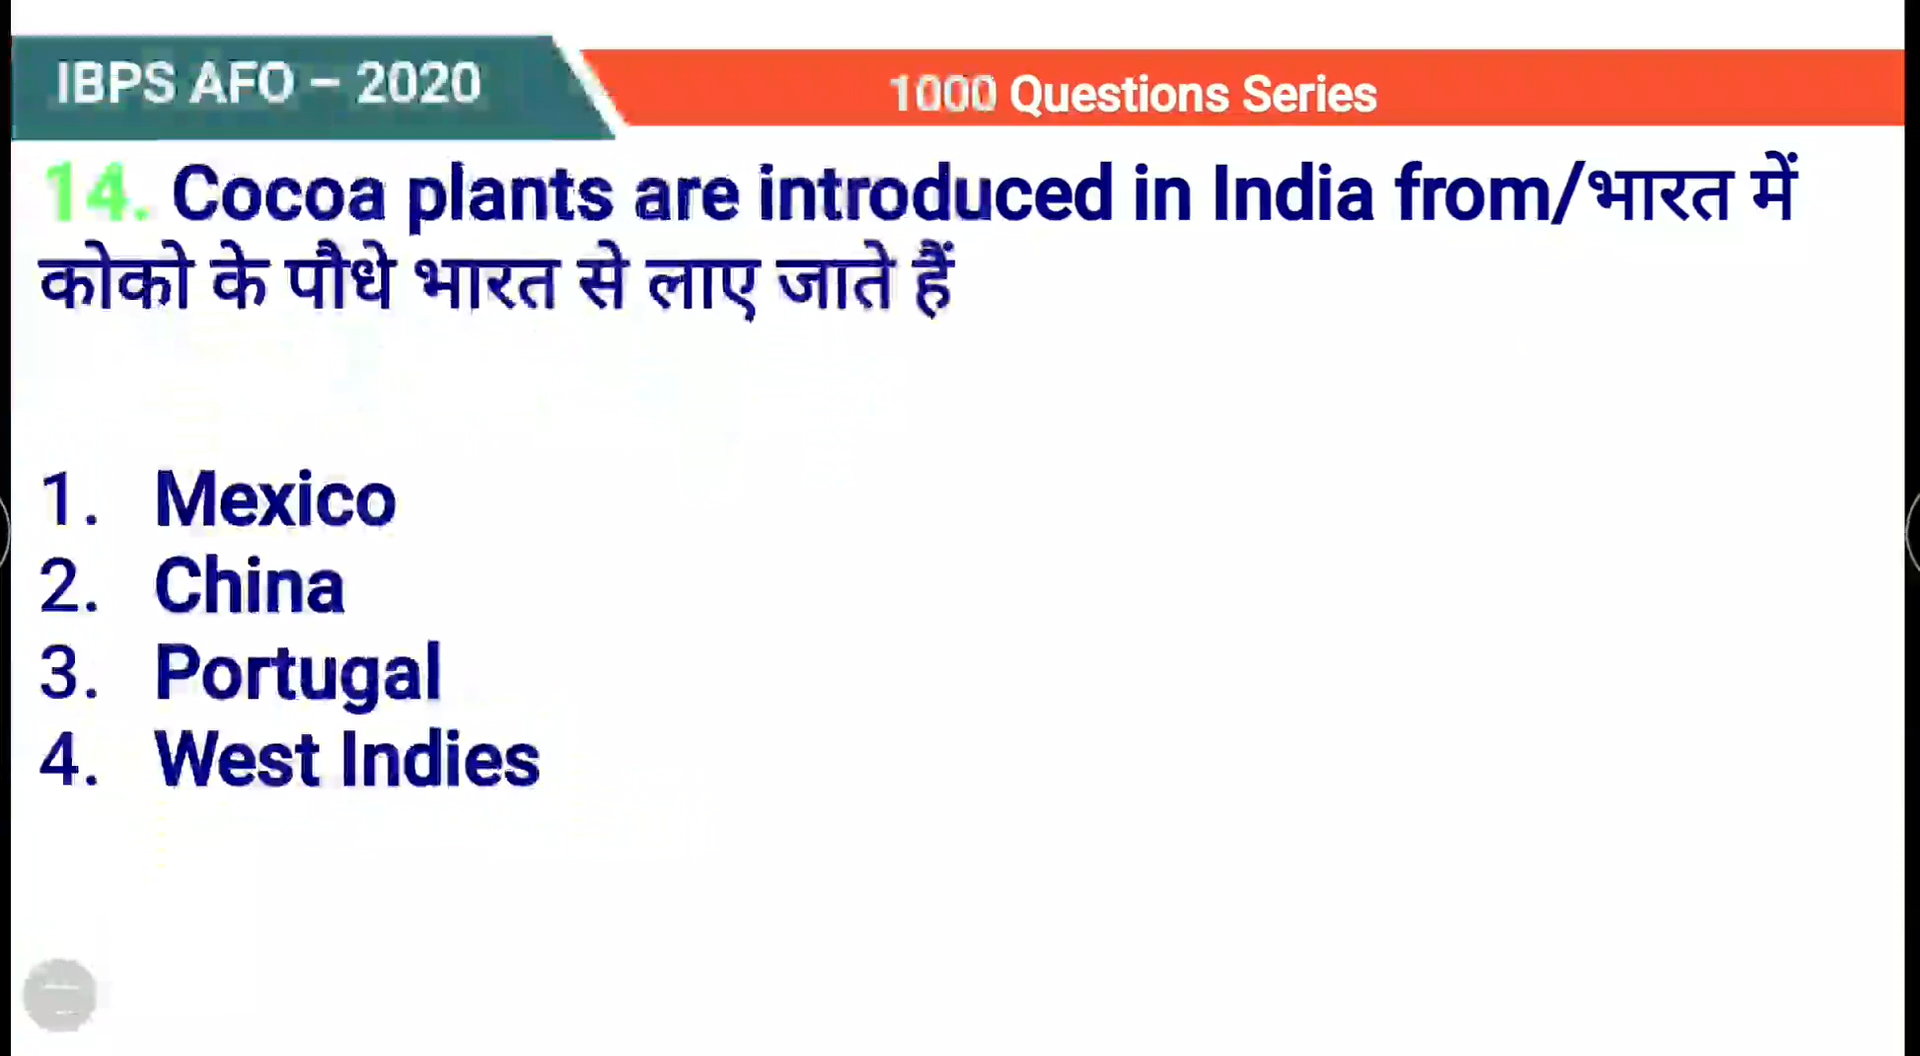 IBPS AFO – 2020
1000 Questions Series
14. Cocoa plants are introduced in India from/भारत में
कोको के पौधे भारत से लाए जाते हैं
1. Mexico
2. China
3. Portugal
4. West Indies